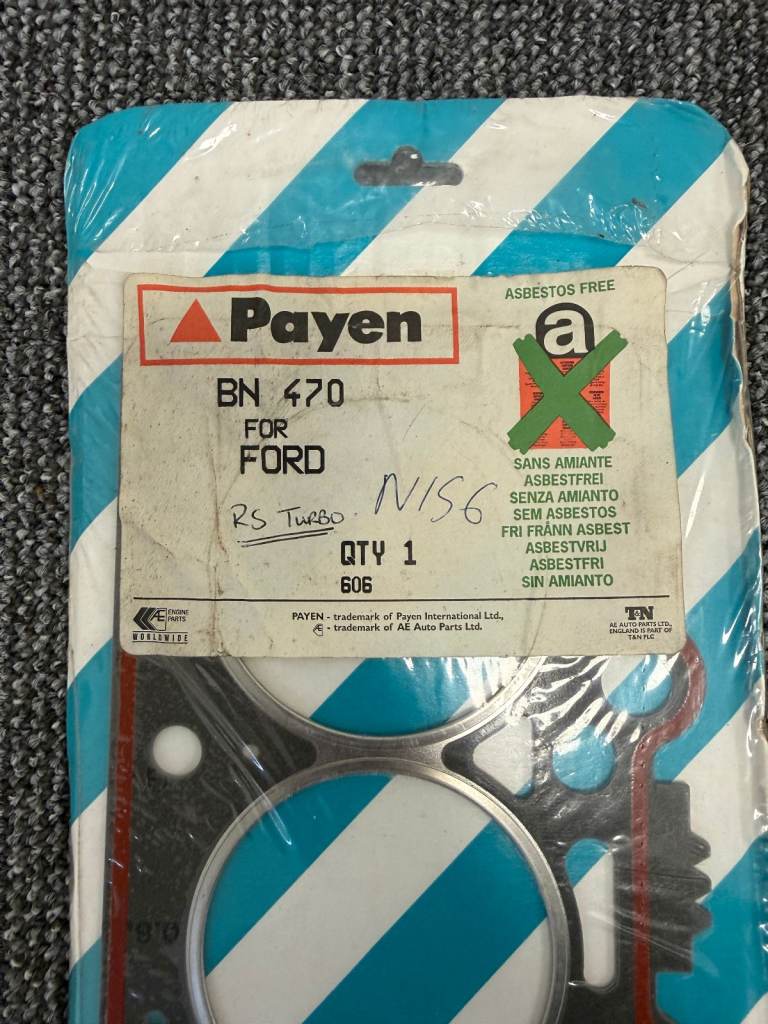 Payen
ASBESTOS FREE
a
BN 470
FOR
FORD
RS TURBO.
N156
QTY 1
606
SANS AMIANTE
ASBESTFREI
SENZA AMIANTO
SEM ASBESTOS
FRI FRÅNN ASBEST
ASBESTVRIJ
ASBESTFRI
SIN AMIANTO
AE ENGINE
PARTS
WORLDWIDE
PAYEN - trademark of Payen International Ltd.,
AE - trademark of AE Auto Parts Ltd.
T&N
AE AUTO PARTS LTD.,
ENGLAND IS PART OF
T&N PLC